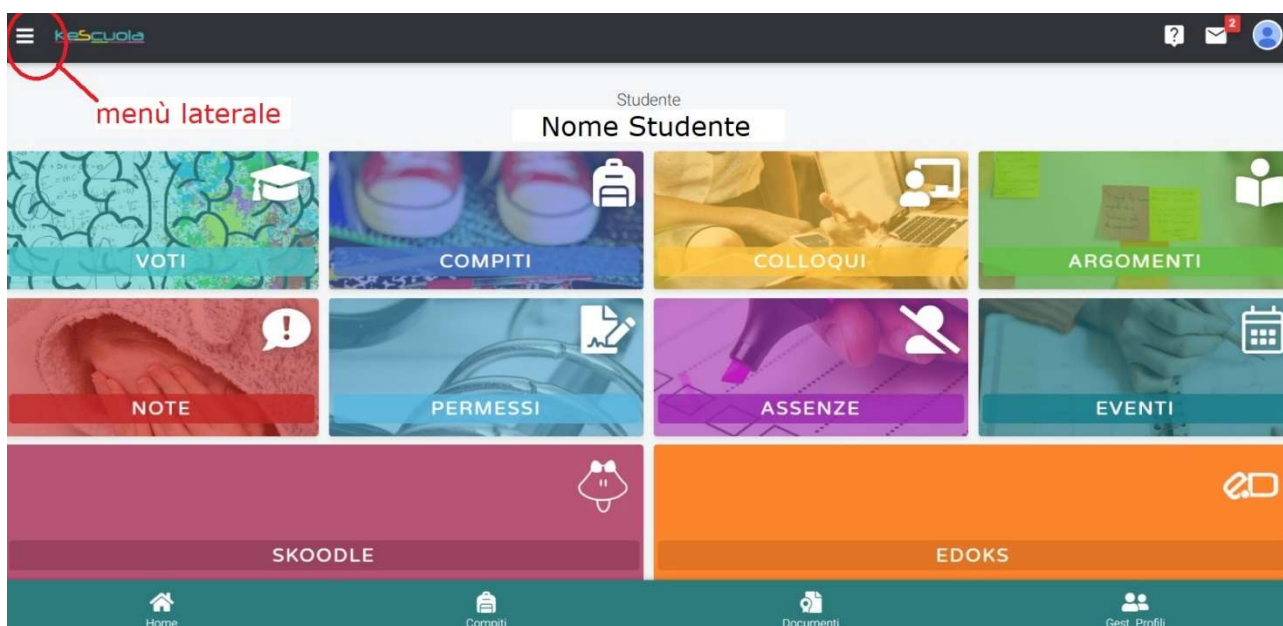 KeScuola
2
menù laterale
Studente
Nome Studente
VOTI
COMPITI
COLLOQUI
ARGOMENTI
NOTE
PERMESSI
ASSENZE
EVENTI
SKOODLE
EDOKS
Home
Compiti
Documenti
Gest. Profili